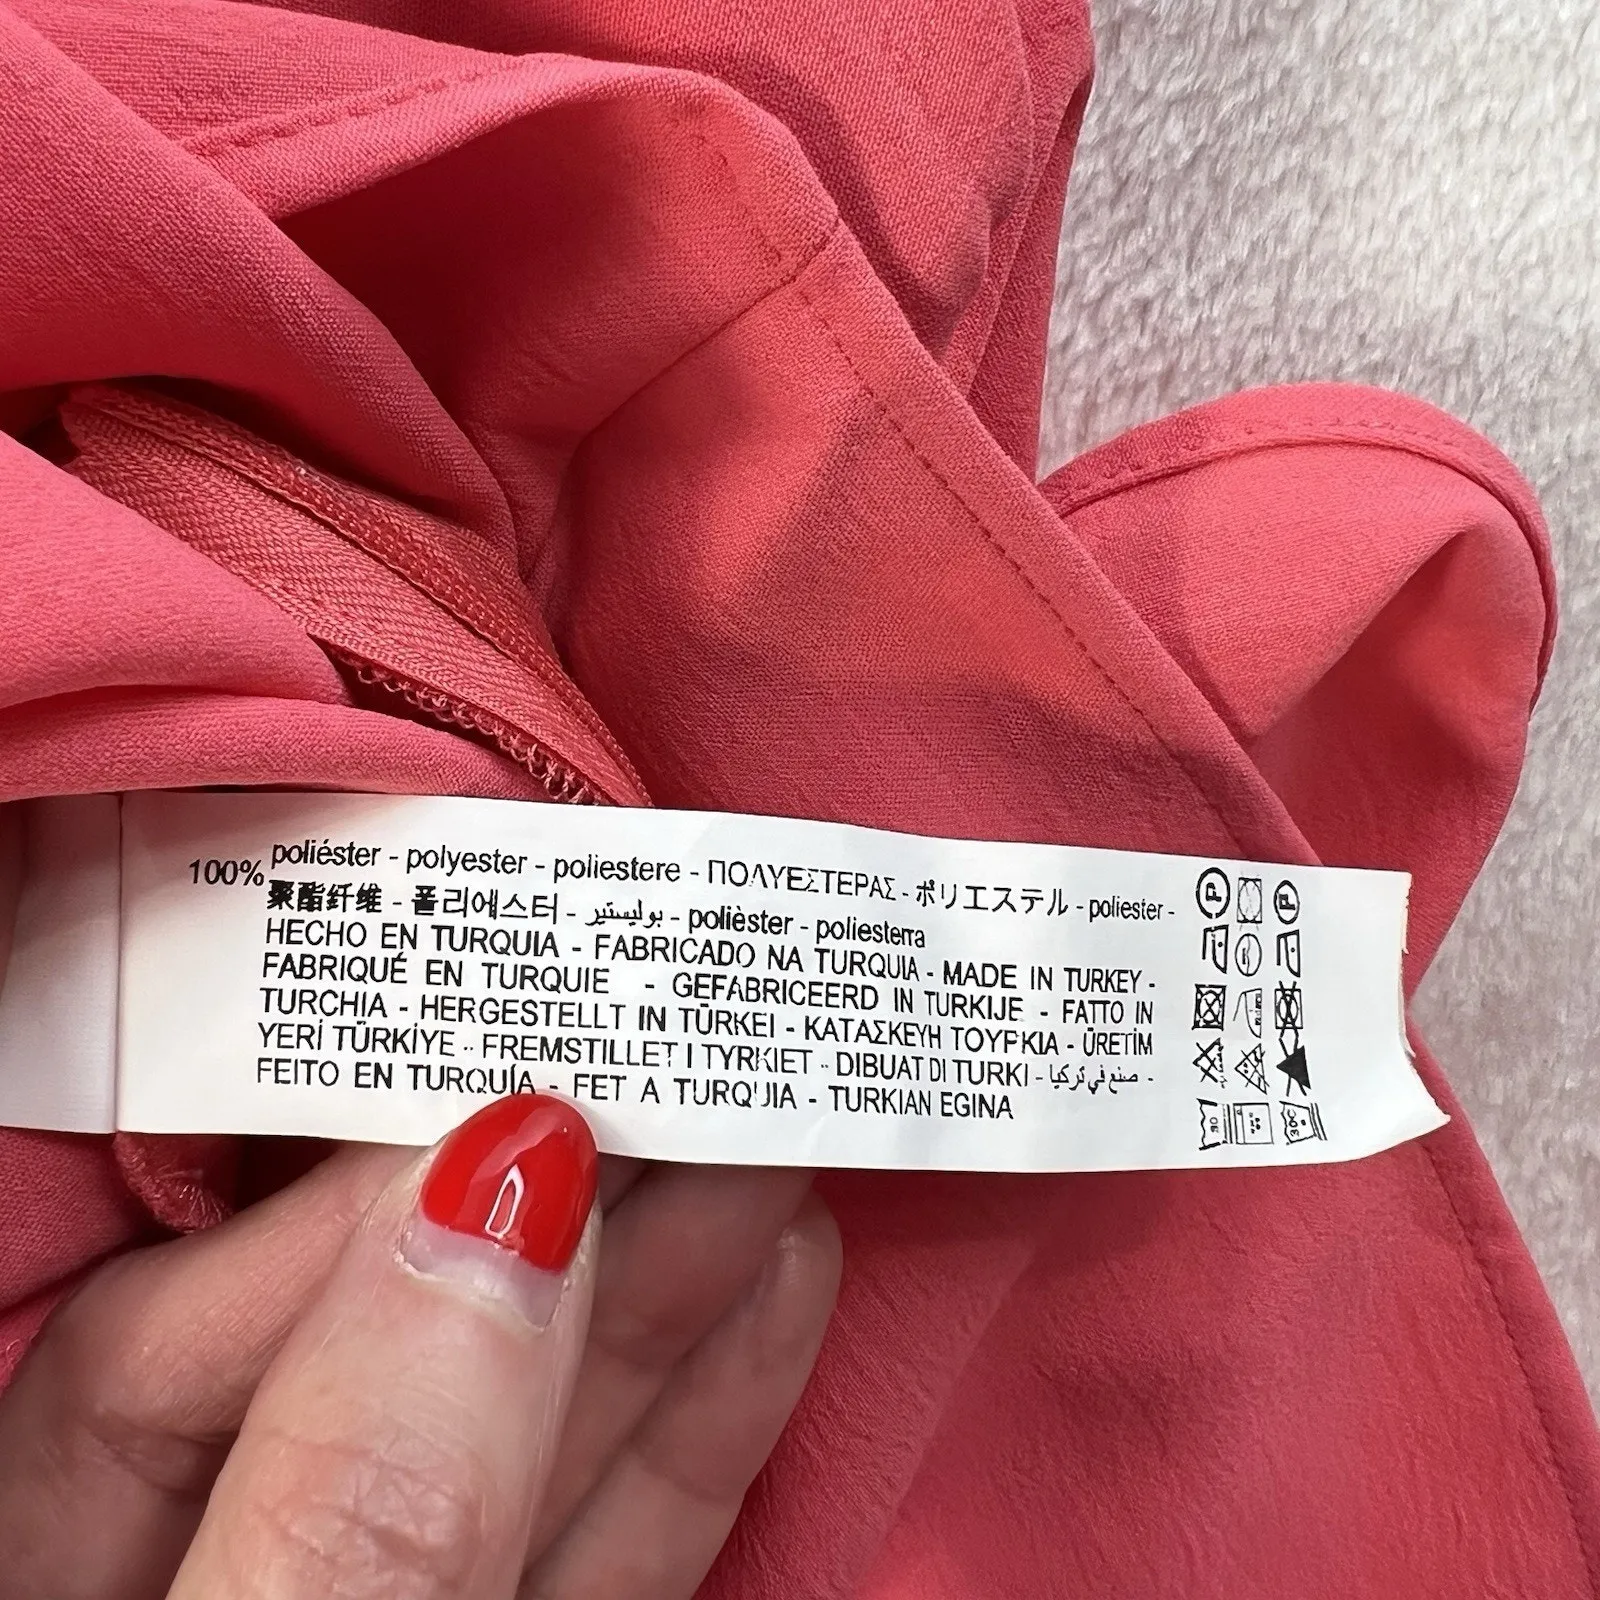 100% poliéster - polyester - poliestere - ΠΟΛΥΕΣΤΕΡΑΣ - ポリエステル - poliester -
聚酯纤维 - 폴리에스터 - بوليستير - polièster - poliesterra
HECHO EN TURQUIA - FABRICADO NA TURQUIA - MADE IN TURKEY -
FABRIQUÉ EN TURQUIE - GEFABRICEERD IN TURKIJE - FATTO IN
TURCHIA - HERGESTELLT IN TÜRKEI - ΚΑΤΑΣΚΕΥΗ ΤΟΥΡΚΙΑ - ÜRETİM
YERİ TÜRKİYE - FREMSTILLET I TYRKIET - DIBUAT DI TURKI - صنع في تركيا -
FEITO EN TURQUÍA - FET A TURQUIA - TURKIAN EGINA
P
P
30C